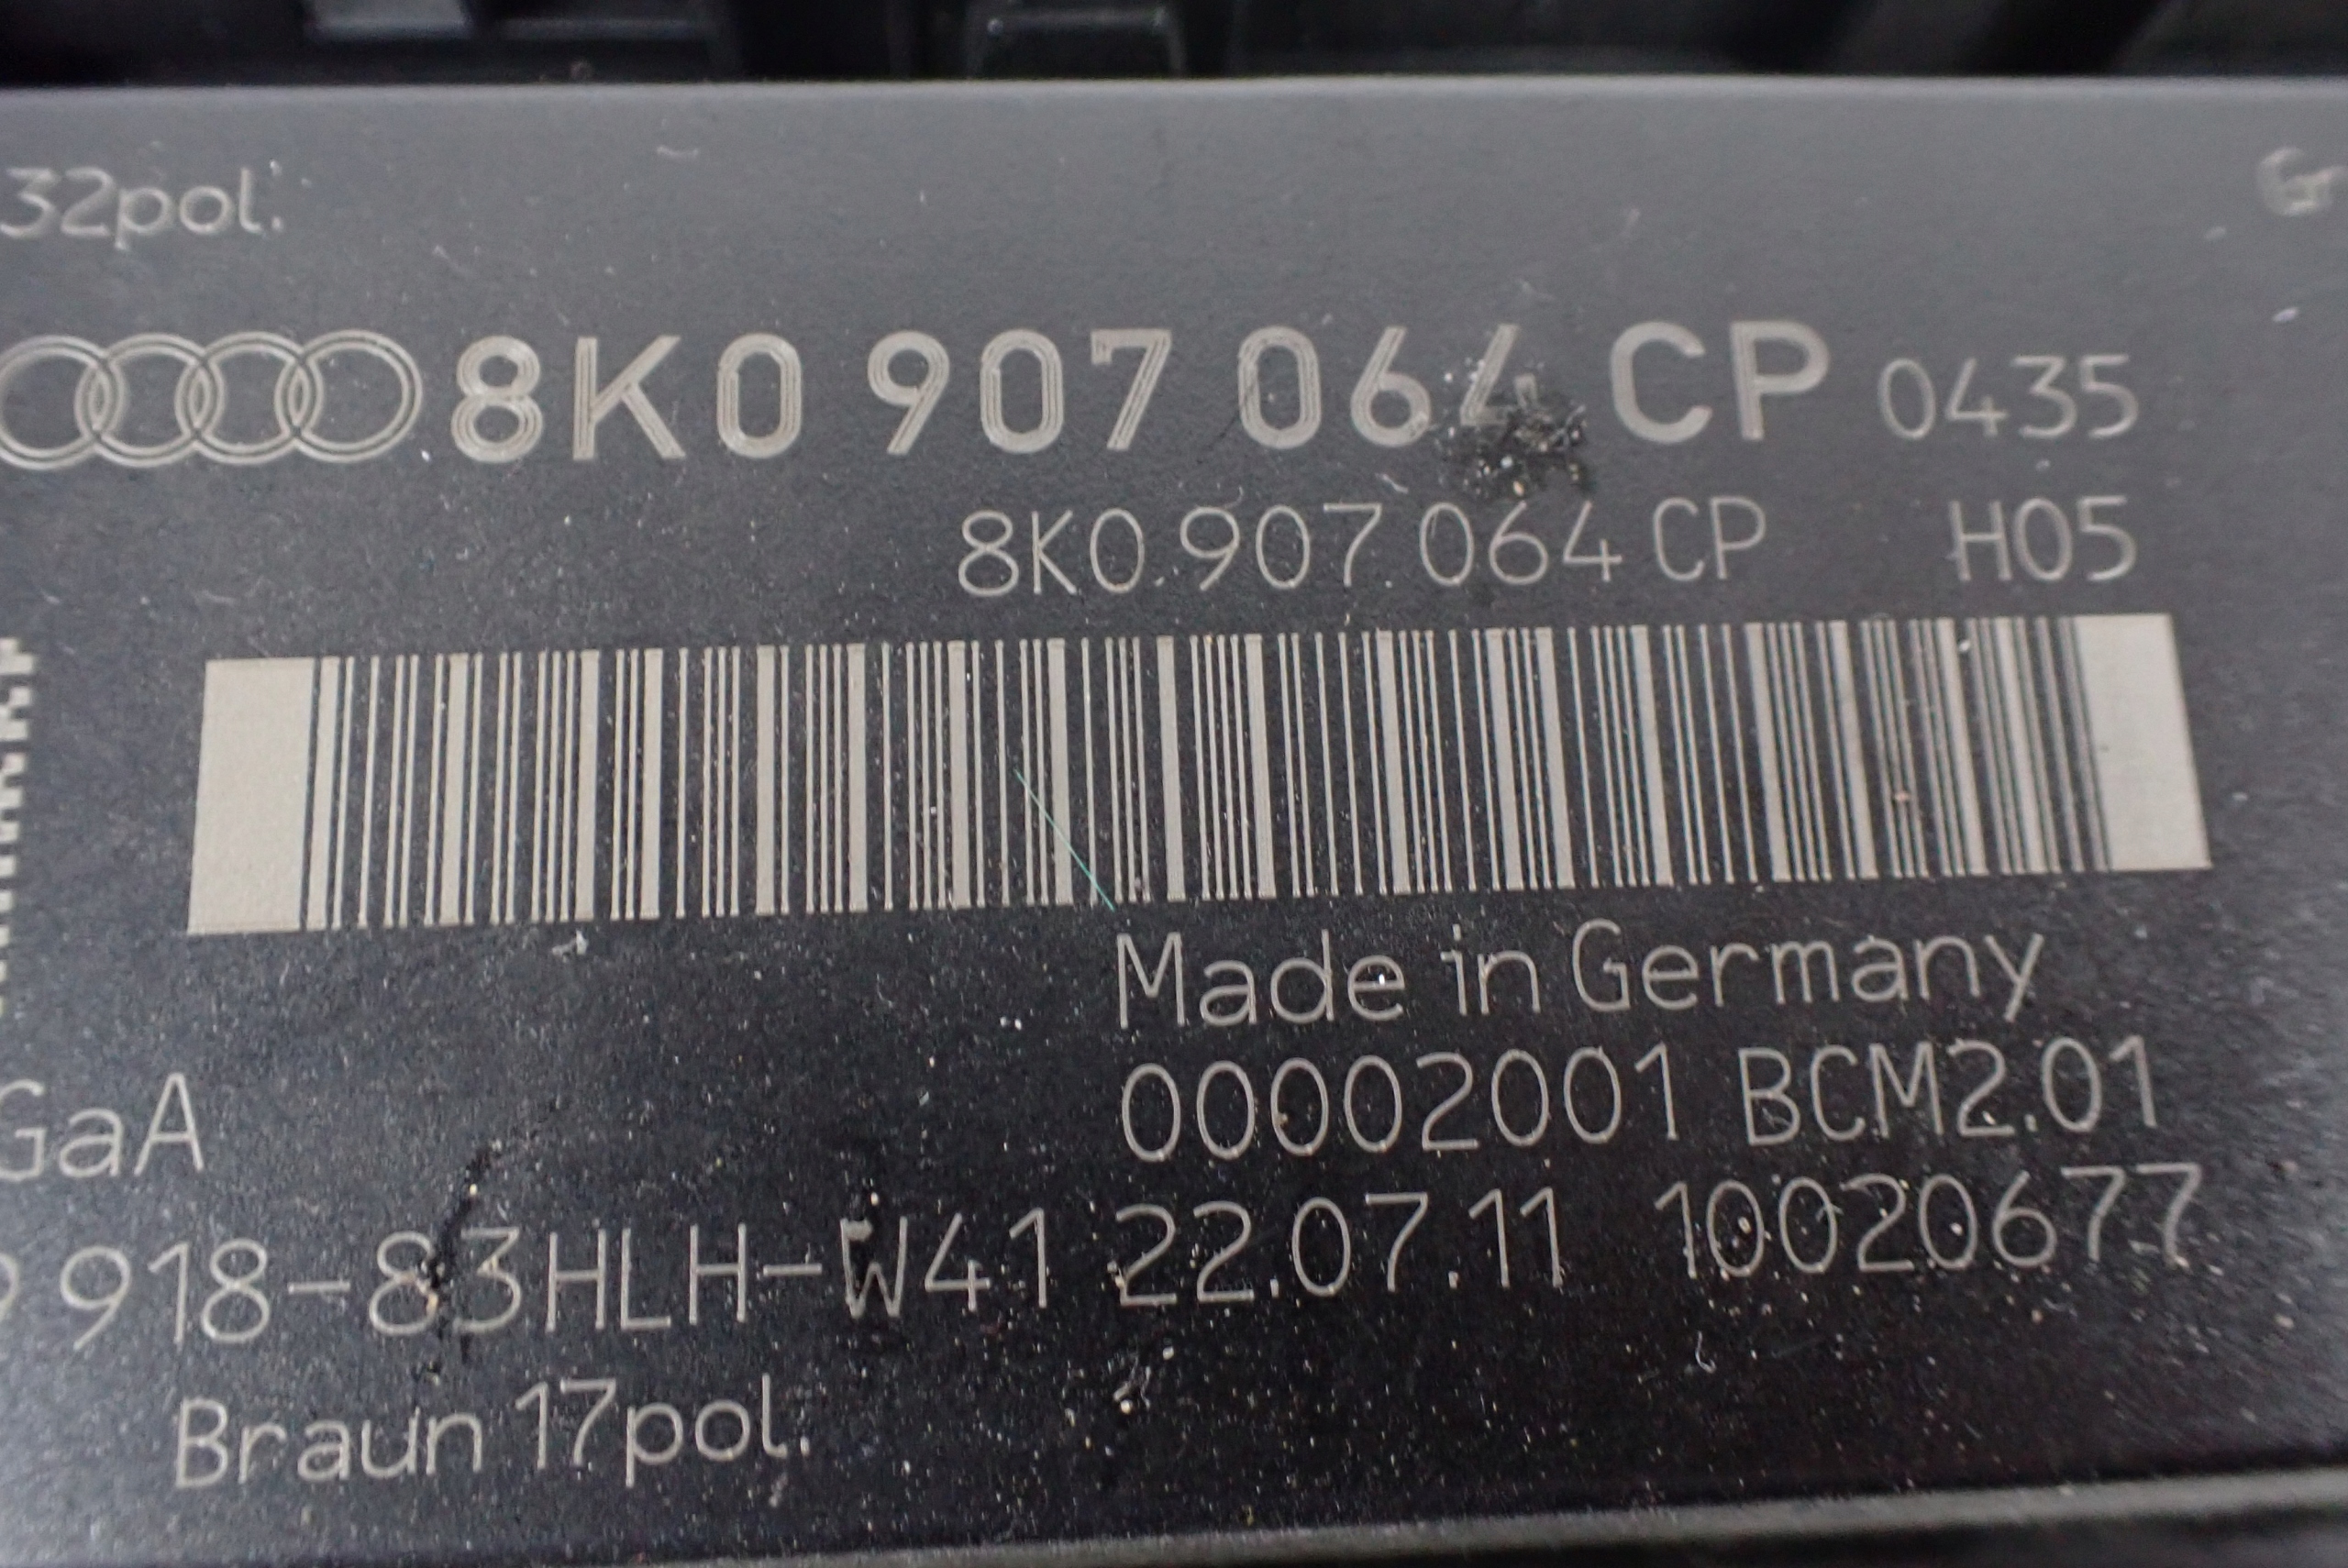 32pol.
8K0 907 064 CP 0435
8K0 907 064 CP H05
Made in Germany
GaA
00002001 BCM2.01
918-83HLH-W41 22.07.11 10020677
Braun 17pol.